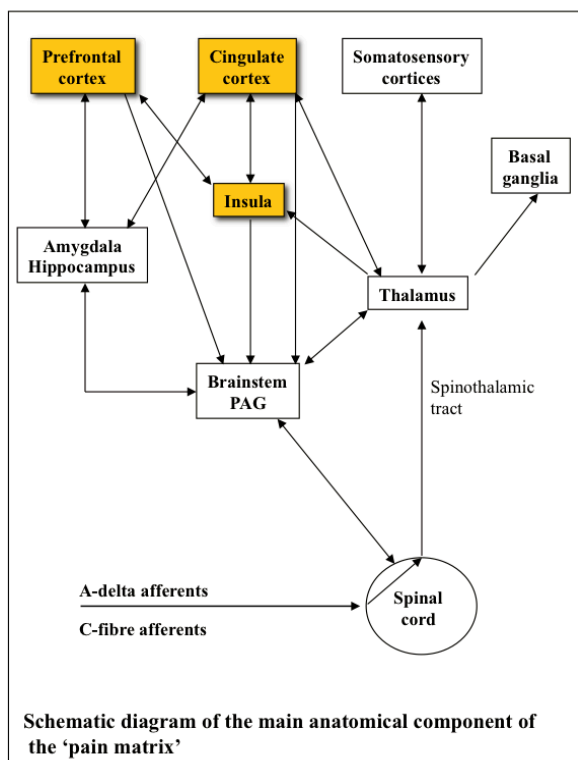 Prefrontal
cortex
Cingulate
cortex
Somatosensory
cortices
Basal
ganglia
Insula
Amygdala
Hippocampus
Thalamus
Brainstem
PAG
Spinothalamic
tract
A-delta afferents
C-fibre afferents
Spinal
cord
Schematic diagram of the main anatomical component of
the ‘pain matrix’